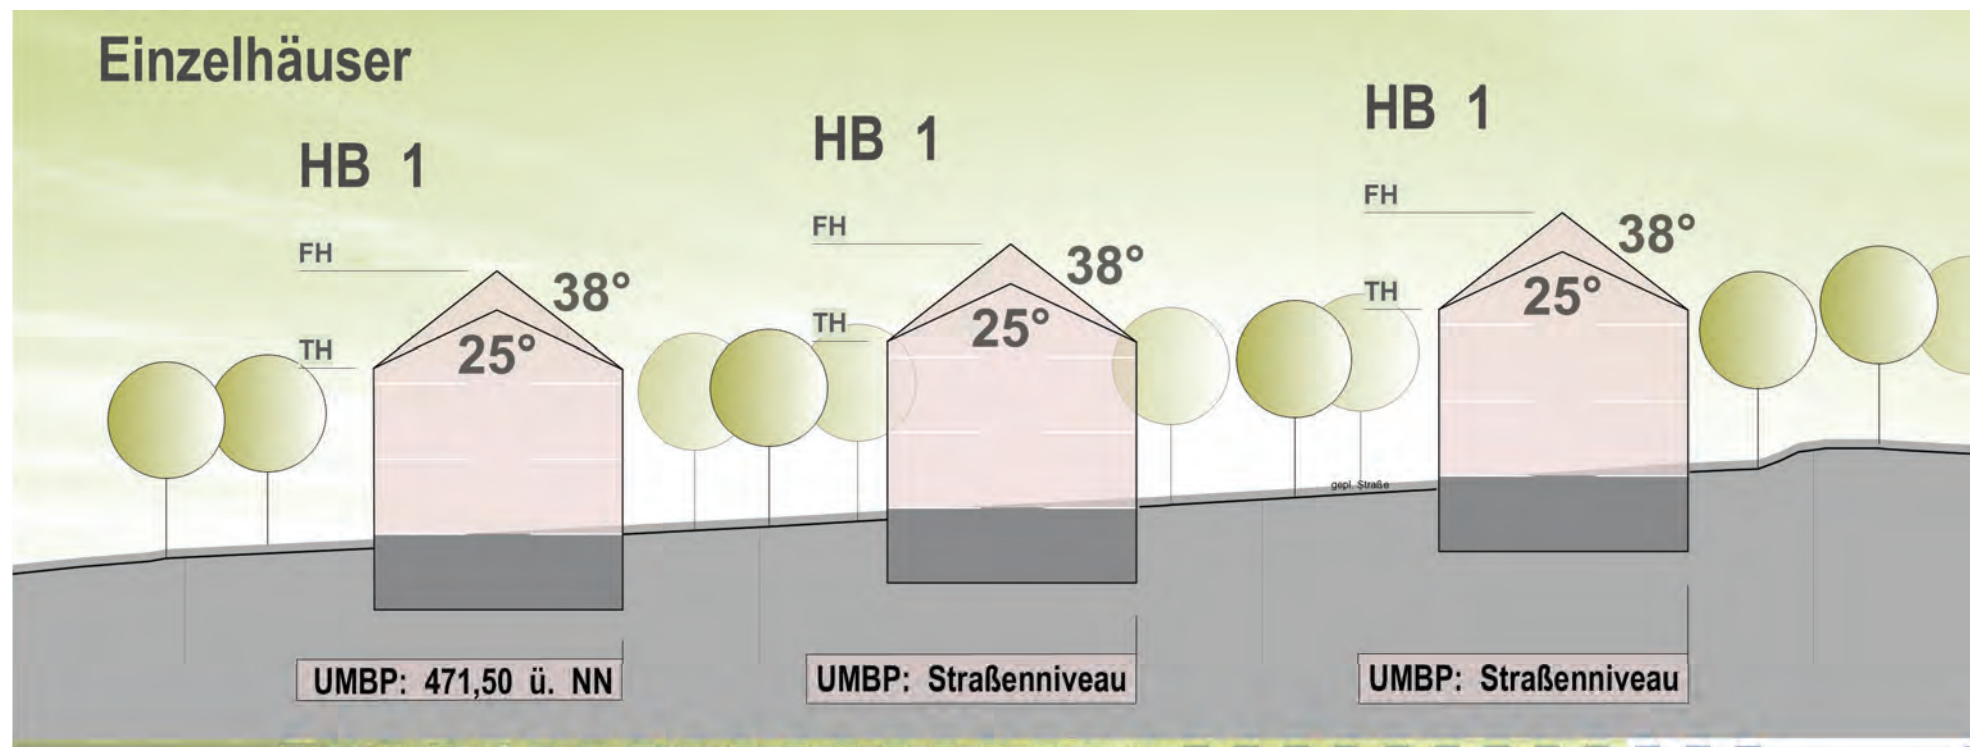 Einzelhäuser
HB 1
FH
TH
38°
25°
UMBP: 471,50 ü. NN
HB 1
FH
TH
38°
25°
UMBP: Straßenniveau
gepl. Straße
HB 1
FH
TH
38°
25°
UMBP: Straßenniveau